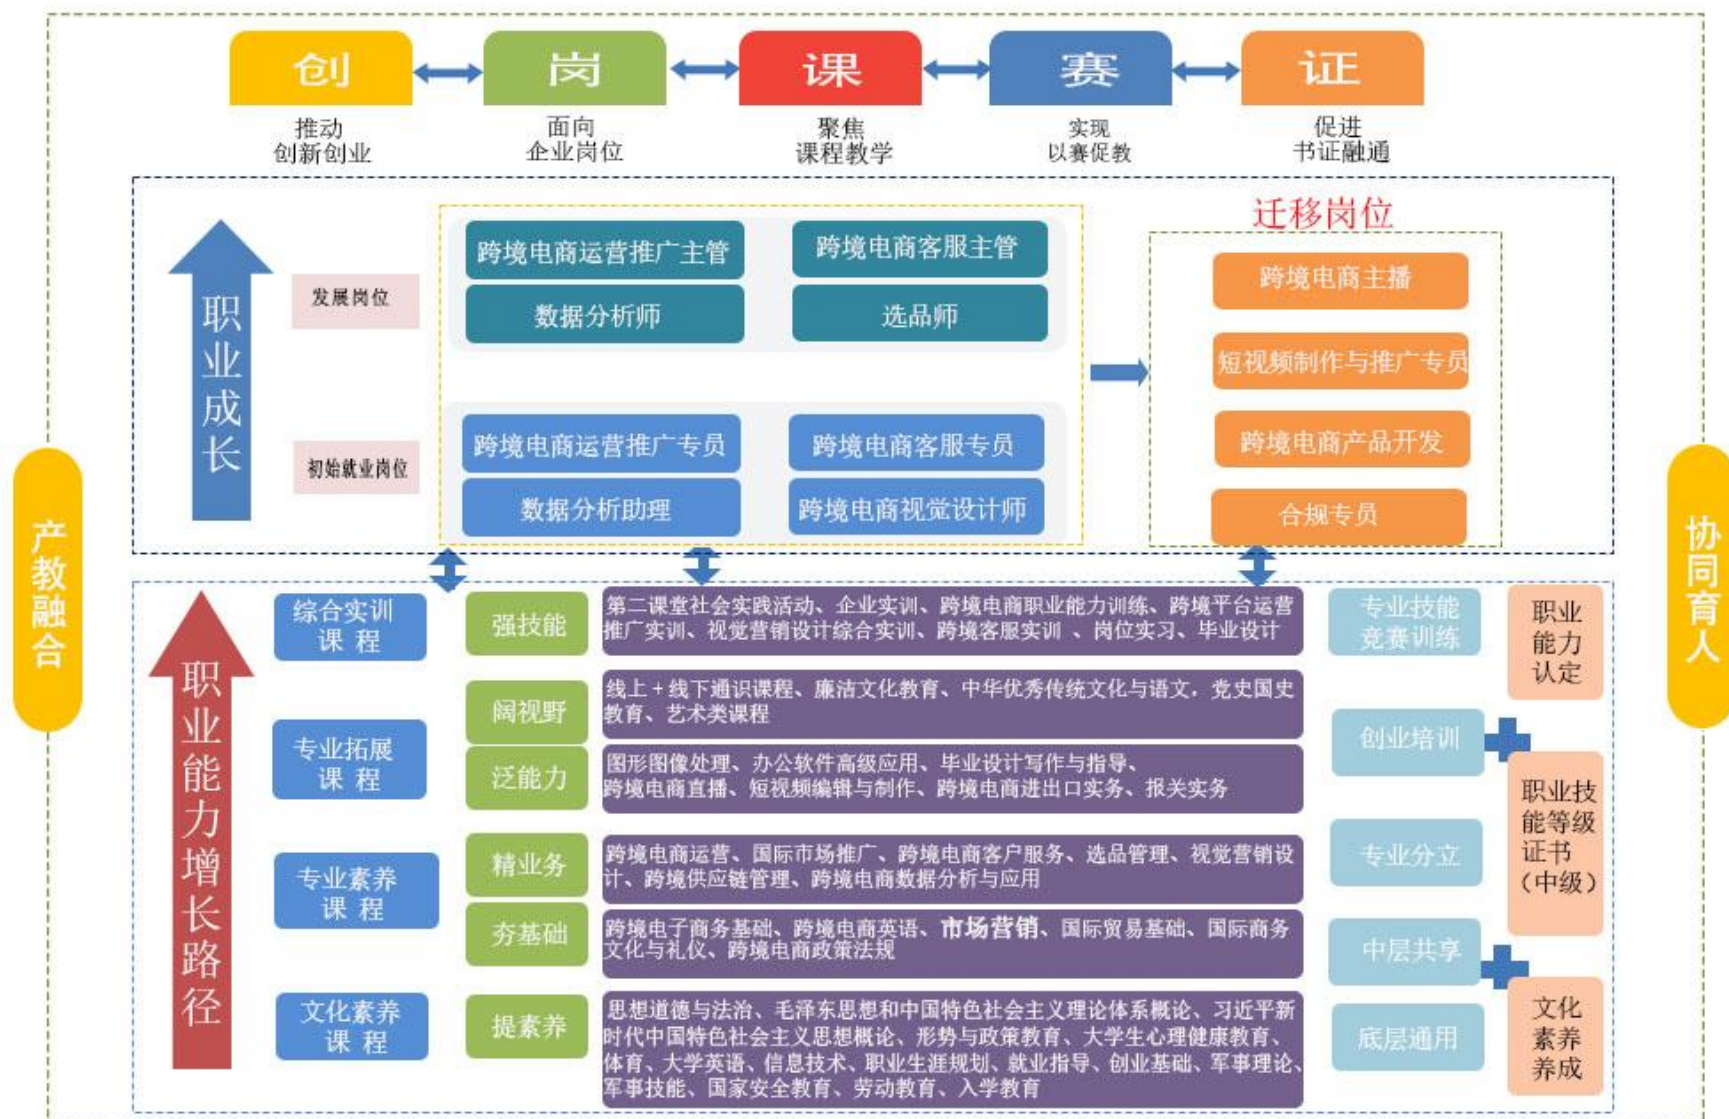 创
岗
课
赛
证
推动
创新创业
面向
企业岗位
聚焦
课程教学
实现
以赛促教
促进
书证融通
产教融合
协同育人
职业成长
发展岗位
跨境电商运营推广主管
跨境电商客服主管
数据分析师
选品师
初始就业岗位
跨境电商运营推广专员
跨境电商客服专员
数据分析助理
跨境电商视觉设计师
迁移岗位
跨境电商主播
短视频制作与推广专员
跨境电商产品开发
合规专员
职业能力增长路径
综合实训
课 程
强技能
第二课堂社会实践活动、企业实训、跨境电商职业能力训练、跨境平台运营
推广实训、视觉营销设计综合实训、跨境客服实训 、岗位实习、毕业设计
专业技能
竞赛训练
职业
能力
认定
专业拓展
课 程
阔视野
线上+线下通识课程、廉洁文化教育、中华优秀传统文化与语文，党史国史
教育、艺术类课程
创业培训
泛能力
图形图像处理、办公软件高级应用、毕业设计写作与指导、
跨境电商直播、短视频编辑与制作、跨境电商进出口实务、报关实务
职业技
能等级
证书
（中级）
专业素养
课 程
精业务
跨境电商运营、国际市场推广、跨境电商客户服务、选品管理、视觉营销设
计、跨境供应链管理、跨境电商数据分析与应用
专业分立
夯基础
跨境电子商务基础、跨境电商英语、市场营销、国际贸易基础、国际商务
文化与礼仪、跨境电商政策法规
中层共享
文化素养
课 程
提素养
思想道德与法治、毛泽东思想和中国特色社会主义理论体系概论、习近平新
时代中国特色社会主义思想概论、形势与政策教育、大学生心理健康教育、
体育、大学英语、信息技术、职业生涯规划、就业指导、创业基础、军事理论、
军事技能、国家安全教育、劳动教育、入学教育
底层通用
文化
素养
养成